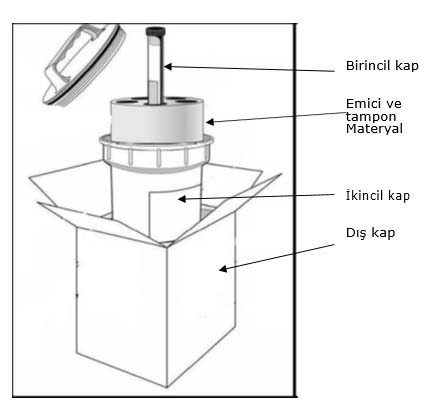 Birincil kap
Emici ve
tampon
Materyal
İkincil kap
Dış kap